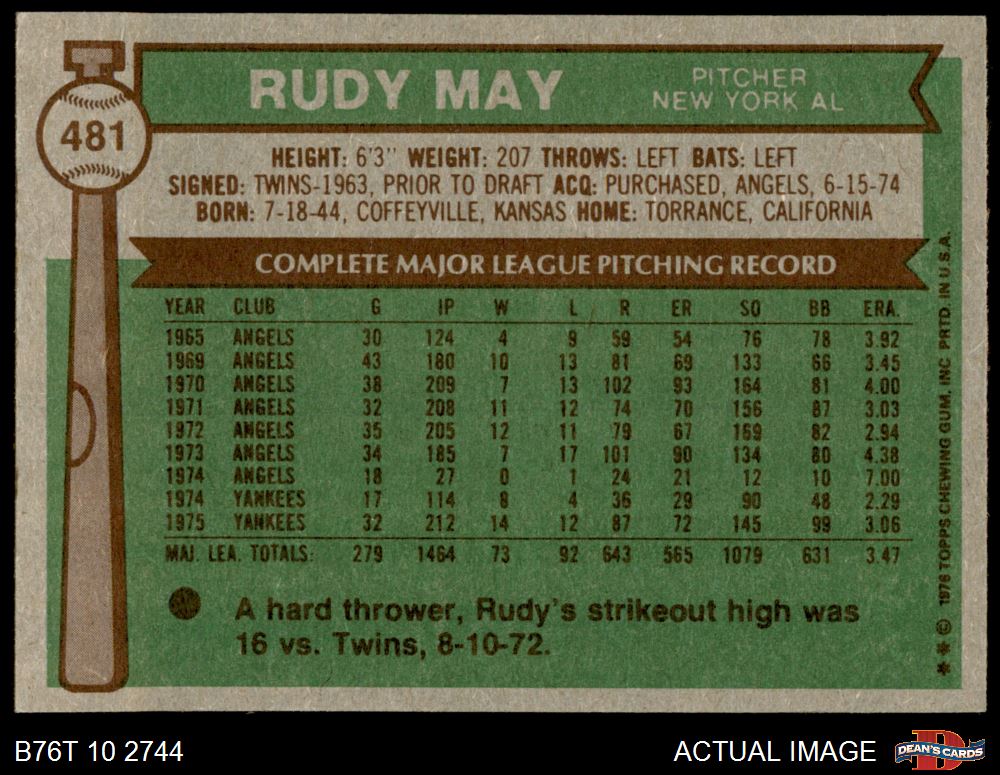 481
RUDY MAY
PITCHER
NEW YORK AL
HEIGHT: 6'3" WEIGHT: 207 THROWS: LEFT BATS: LEFT
SIGNED: TWINS-1963, PRIOR TO DRAFT ACQ: PURCHASED, ANGELS, 6-15-74
BORN: 7-18-44, COFFEYVILLE, KANSAS HOME: TORRANCE, CALIFORNIA
COMPLETE MAJOR LEAGUE PITCHING RECORD
YEAR CLUB G IP W L R ER SO BB ERA.
1965 ANGELS 30 124 4 9 59 54 76 78 3.92
1969 ANGELS 43 180 10 13 81 69 133 66 3.45
1970 ANGELS 38 209 7 13 102 93 164 81 4.00
1971 ANGELS 32 208 11 12 74 70 156 87 3.03
1972 ANGELS 35 205 12 11 79 67 169 82 2.94
1973 ANGELS 34 185 7 17 101 90 134 80 4.38
1974 ANGELS 18 27 0 1 24 21 12 10 7.00
1974 YANKEES 17 114 8 4 36 29 90 48 2.29
1975 YANKEES 32 212 14 12 87 72 145 99 3.06
MAJ. LEA. TOTALS: 279 1464 73 92 643 565 1079 631 3.47
A hard thrower, Rudy's strikeout high was
16 vs. Twins, 8-10-72.
* * © 1976 TOPPS CHEWING GUM, INC. PRTD. IN U.S.A.
B76T 10 2744
ACTUAL IMAGE
DEAN'S CARDS